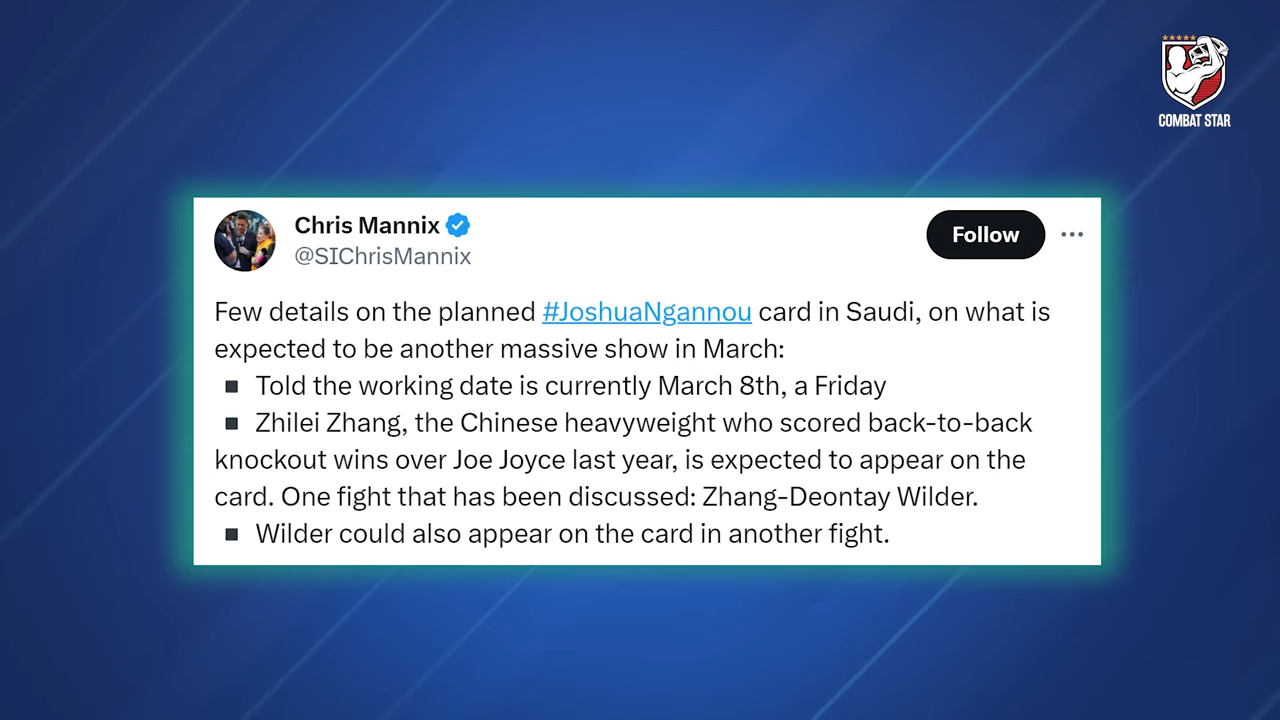 COMBAT STAR
Chris Mannix
@SIChrisMannix
Follow
Few details on the planned #JoshuaNgannou card in Saudi, on what is
expected to be another massive show in March:
▪ Told the working date is currently March 8th, a Friday
▪ Zhilei Zhang, the Chinese heavyweight who scored back-to-back
knockout wins over Joe Joyce last year, is expected to appear on the
card. One fight that has been discussed: Zhang-Deontay Wilder.
▪ Wilder could also appear on the card in another fight.